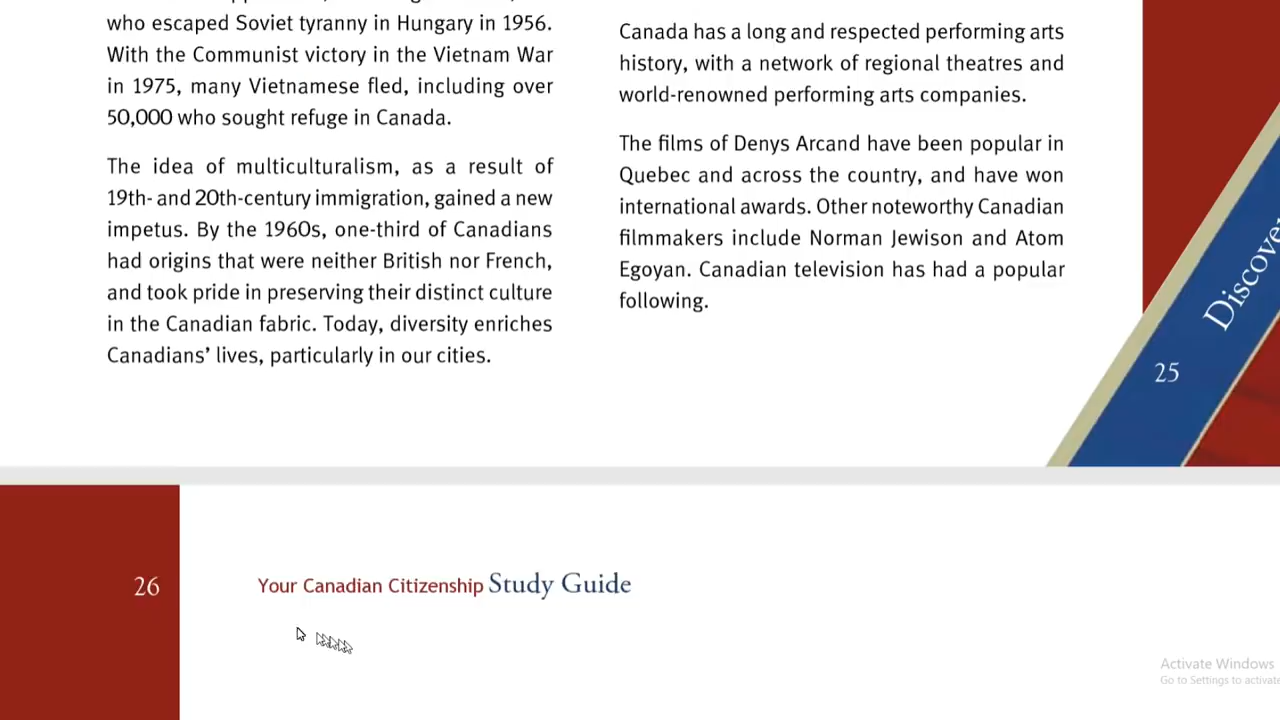 who escaped Soviet tyranny in Hungary in 1956.
With the Communist victory in the Vietnam War
in 1975, many Vietnamese fled, including over
50,000 who sought refuge in Canada.
The idea of multiculturalism, as a result of
19th- and 20th-century immigration, gained a new
impetus. By the 1960s, one-third of Canadians
had origins that were neither British nor French,
and took pride in preserving their distinct culture
in the Canadian fabric. Today, diversity enriches
Canadians’ lives, particularly in our cities.
Canada has a long and respected performing arts
history, with a network of regional theatres and
world-renowned performing arts companies.
The films of Denys Arcand have been popular in
Quebec and across the country, and have won
international awards. Other noteworthy Canadian
filmmakers include Norman Jewison and Atom
Egoyan. Canadian television has had a popular
following.
Discove
25
26
Your Canadian Citizenship Study Guide
Activate Windows
Go to Settings to activate